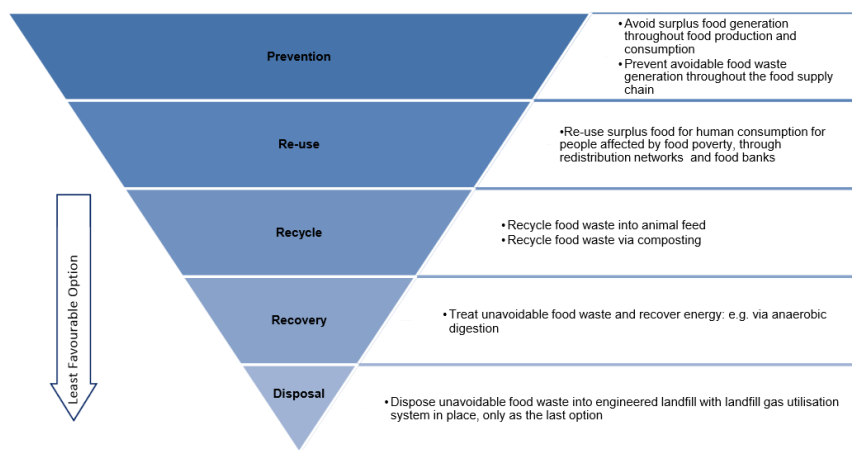 Prevention
•Avoid surplus food generation
throughout food production and
consumption
•Prevent avoidable food waste
generation throughout the food supply
chain
Re-use
•Re-use surplus food for human consumption for
people affected by food poverty, through
redistribution networks and food banks
Recycle
•Recycle food waste into animal feed
•Recycle food waste via composting
Recovery
•Treat unavoidable food waste and recover energy: e.g. via anaerobic
digestion
Disposal
•Dispose unavoidable food waste into engineered landfill with landfill gas utilisation
system in place, only as the last option
Least Favourable Option